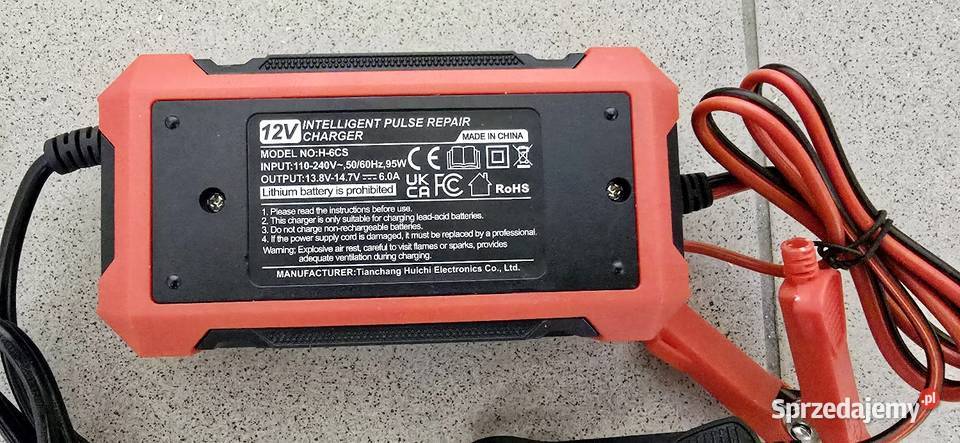 12V INTELLIGENT PULSE REPAIR
CHARGER
MADE IN CHINA
MODEL NO:H-6CS
INPUT:110-240V~,50/60Hz,95W
OUTPUT:13.8V-14.7V⎓6.0A
Lithium battery is prohibited
CE
UK
CA
FC
RoHS
1. Please read the instructions before use.
2. This charger is only suitable for charging lead-acid batteries.
3. Do not charge non-rechargeable batteries.
4. If the power supply cord is damaged, it must be replaced by a professional.
Warning: Explosive air rest, careful to visit flames or sparks, provides
adequate ventilation during charging.
MANUFACTURER:Tianchang Huichi Electronics Co., Ltd.
Sprzedajemy.pl